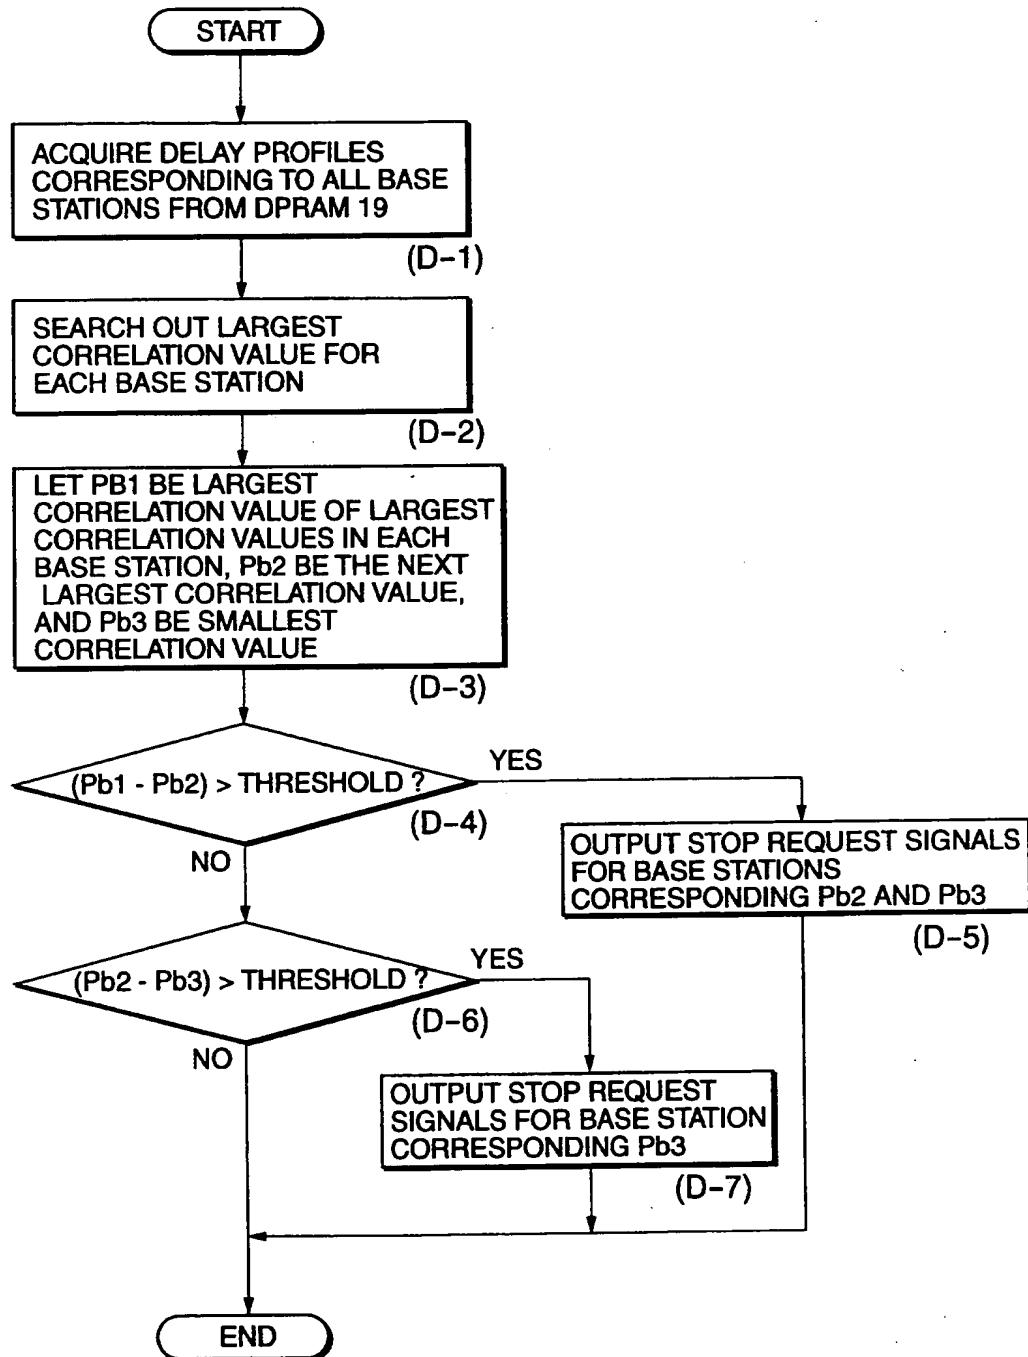 START
ACQUIRE DELAY PROFILES
CORRESPONDING TO ALL BASE
STATIONS FROM DPRAM 19
(D-1)
SEARCH OUT LARGEST
CORRELATION VALUE FOR
EACH BASE STATION
(D-2)
LET PB1 BE LARGEST
CORRELATION VALUE OF LARGEST
CORRELATION VALUES IN EACH
BASE STATION, Pb2 BE THE NEXT
LARGEST CORRELATION VALUE,
AND Pb3 BE SMALLEST
CORRELATION VALUE
(D-3)
(Pb1 - Pb2) > THRESHOLD ?
YES
(D-4)
NO
OUTPUT STOP REQUEST SIGNALS
FOR BASE STATIONS
CORRESPONDING Pb2 AND Pb3
(D-5)
(Pb2 - Pb3) > THRESHOLD ?
YES
(D-6)
NO
OUTPUT STOP REQUEST
SIGNALS FOR BASE STATION
CORRESPONDING Pb3
(D-7)
END